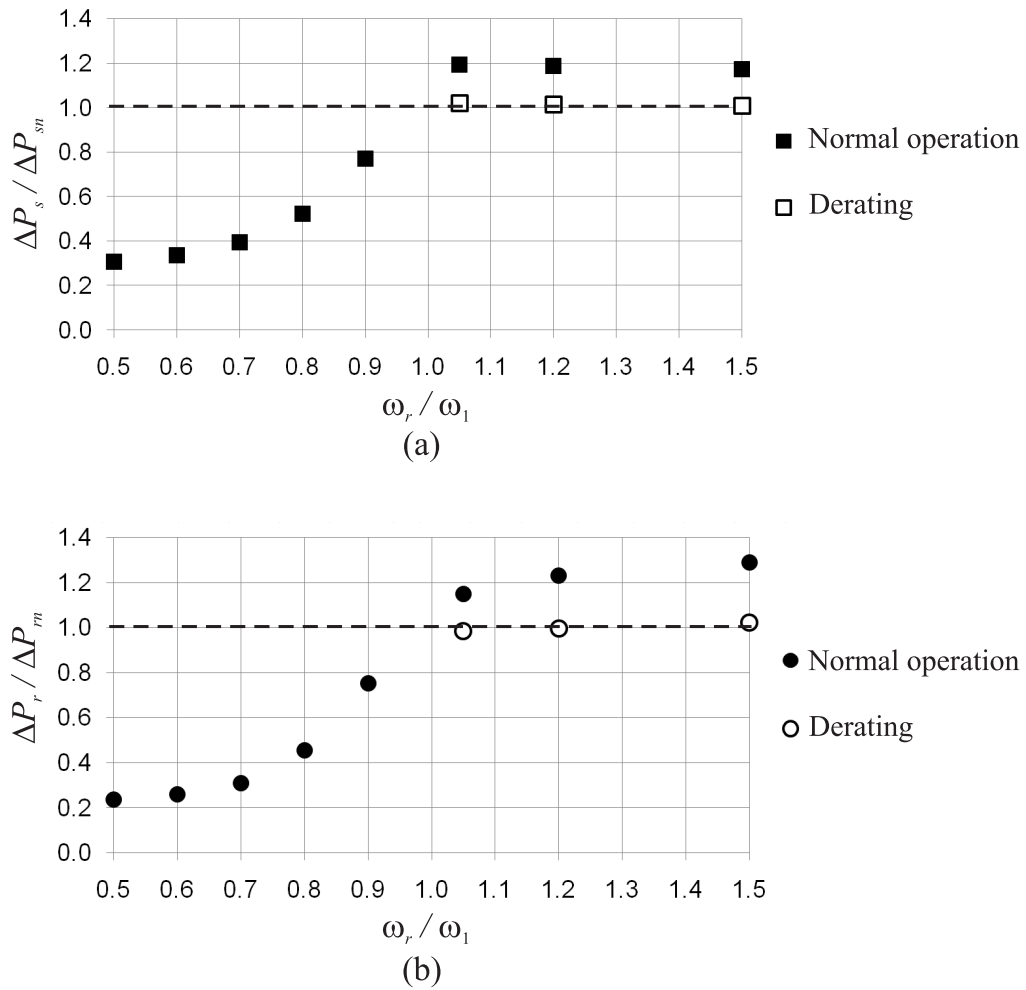 1.4
1.2
1.0
0.8
0.6
0.4
0.2
0.0
ΔPs / ΔPsn
0.5 0.6 0.7 0.8 0.9 1.0 1.1 1.2 1.3 1.4 1.5
ωr / ω1
(a)
Normal operation
Derating
1.4
1.2
1.0
0.8
0.6
0.4
0.2
0.0
ΔPr / ΔPrn
0.5 0.6 0.7 0.8 0.9 1.0 1.1 1.2 1.3 1.4 1.5
ωr / ω1
(b)
Normal operation
Derating